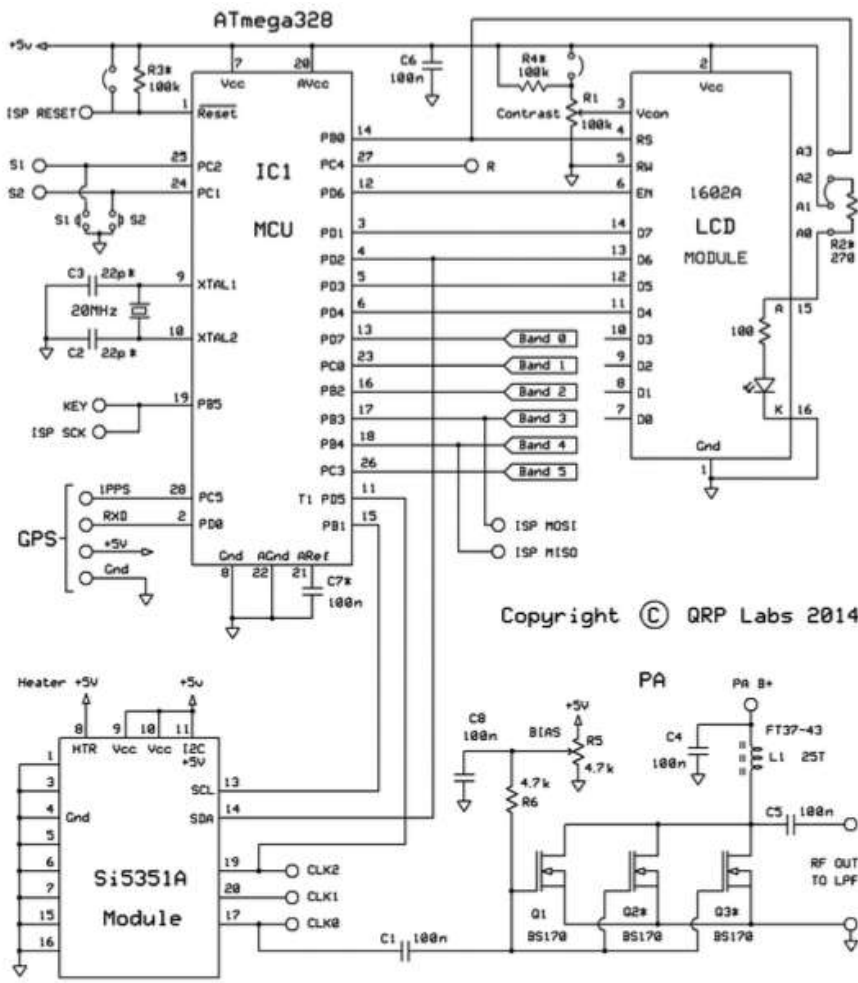 ATmega328
+5v
R3*
100k
7
Vcc
20
AVcc
C6
100n
R4*
100k
2
Vcc
ISP RESET
1
Reset
Contrast
R1
100k
3
Vcon
PB0
14
4
RS
A3
S1
25
PC2
IC1
PC4
27
R
5
RW
A2
S2
24
PC1
PD6
12
6
EN
1602A
A1
S1
S2
MCU
PD1
3
14
D7
LCD
A0
R2*
270
PD2
4
13
D6
MODULE
C3
22p*
9
XTAL1
PD3
5
12
D5
20MHz
PD4
6
11
D4
A
15
C2
22p*
10
XTAL2
PD7
13
Band 0
10
D3
100
PC0
23
Band 1
9
D2
PB2
16
Band 2
8
D1
KEY
19
PB5
PB3
17
Band 3
7
D0
K
16
ISP SCK
PB4
18
Band 4
Gnd
1
PC3
26
Band 5
GPS
1PPS
28
PC5
T1 PD5
11
RXD
2
PD0
PB1
15
ISP MOSI
+5V
ISP MISO
Gnd
Gnd
8
AGnd
22
ARef
21
C7*
100n
Copyright © QRP Labs 2014
Heater +5V
+5v
PA
PA B+
8
HTR
9
Vcc
10
Vcc
11
I2C
+5V
C8
100n
BIAS
+5V
R5
4.7k
C4
100n
FT37-43
L1 25T
1
3
4
Gnd
5
6
7
15
16
13
SCL
14
SDA
4.7k
R6
C5
100n
Si5351A
Module
19
CLK2
20
CLK1
17
CLK0
RF OUT
TO LPF
Q1
BS170
Q2*
BS170
Q3*
BS170
C1
100n